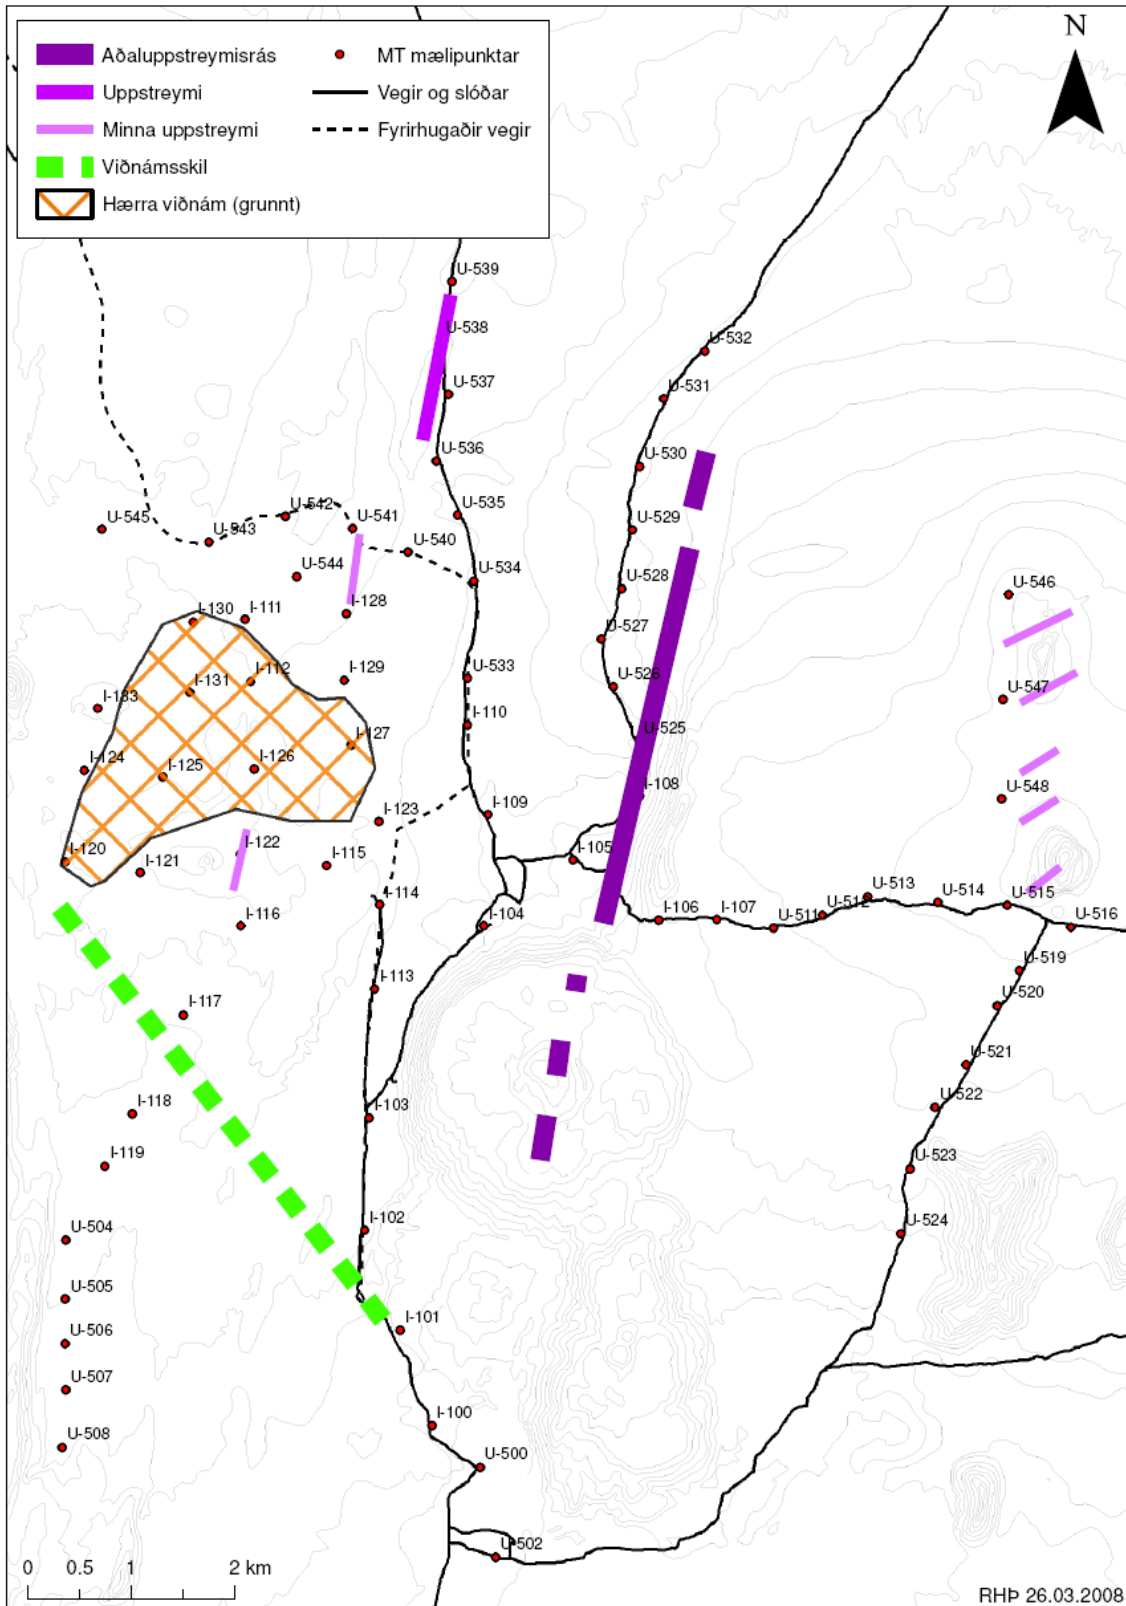 Aðaluppstreymisrás
Uppstreymi
Minna uppstreymi
Viðnámsskil
Hærra viðnám (grunnt)
MT mælipunktar
Vegir og slóðar
Fyrirhugaðir vegir
N
U-539
U-538
U-532
U-537
U-531
U-536
U-530
U-535
U-542
U-541
U-545
U-543
U-540
U-529
U-544
U-534
U-528
U-546
I-130
I-111
I-128
U-527
I-112
I-129
U-533
U-526
I-131
I-133
U-547
I-110
U-525
I-127
I-124
I-125
I-126
I-108
U-548
I-123
I-109
I-120
I-121
I-122
I-115
I-105
I-114
U-513
U-514
U-515
I-116
I-104
I-106
I-107
U-511
U-512
U-516
I-113
U-519
I-117
U-520
U-521
I-118
I-103
U-522
I-119
U-523
U-504
I-102
U-524
U-505
I-101
U-506
U-507
I-100
U-508
U-500
U-502
0 0.5 1 2 km
RHÞ 26.03.2008